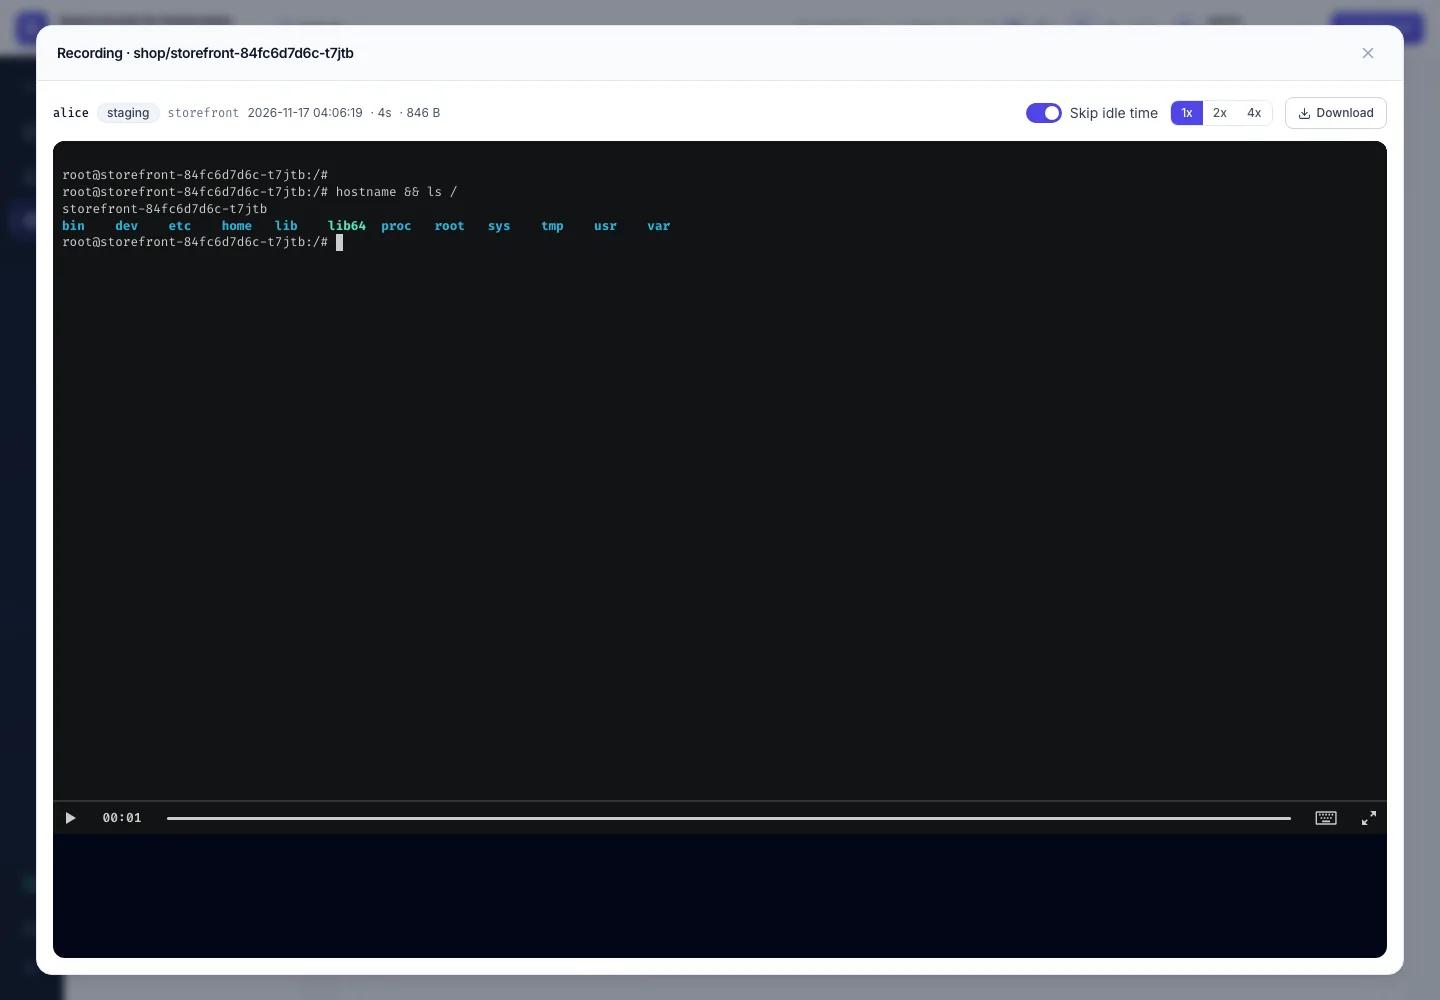 Recording · shop/storefront-84fc6d7d6c-t7jtb
alice staging storefront 2026-11-17 04:06:19 · 4s · 846 B Skip idle time 1x 2x 4x Download
root@storefront-84fc6d7d6c-t7jtb:/#
root@storefront-84fc6d7d6c-t7jtb:/# hostname && ls /
storefront-84fc6d7d6c-t7jtb
bin dev etc home lib lib64 proc root sys tmp usr var
root@storefront-84fc6d7d6c-t7jtb:/#
00:01